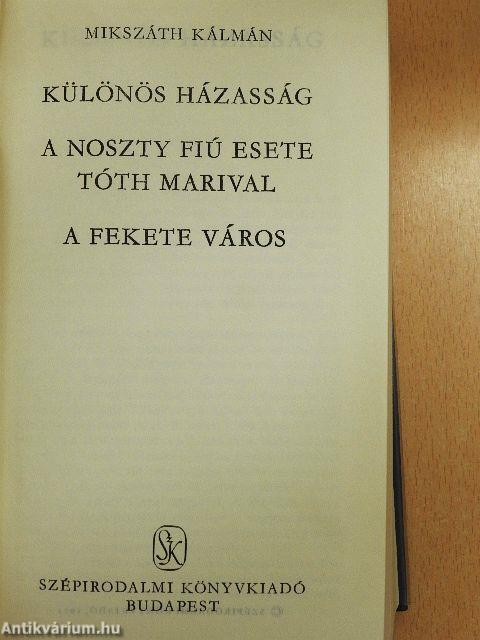 MIKSZÁTH KÁLMÁN
KÜLÖNÖS HÁZASSÁG
A NOSZTY FIÚ ESETE
TÓTH MARIVAL
A FEKETE VÁROS
SzK
SZÉPIRODALMI KÖNYVKIADÓ
BUDAPEST
Antikvárium.hu